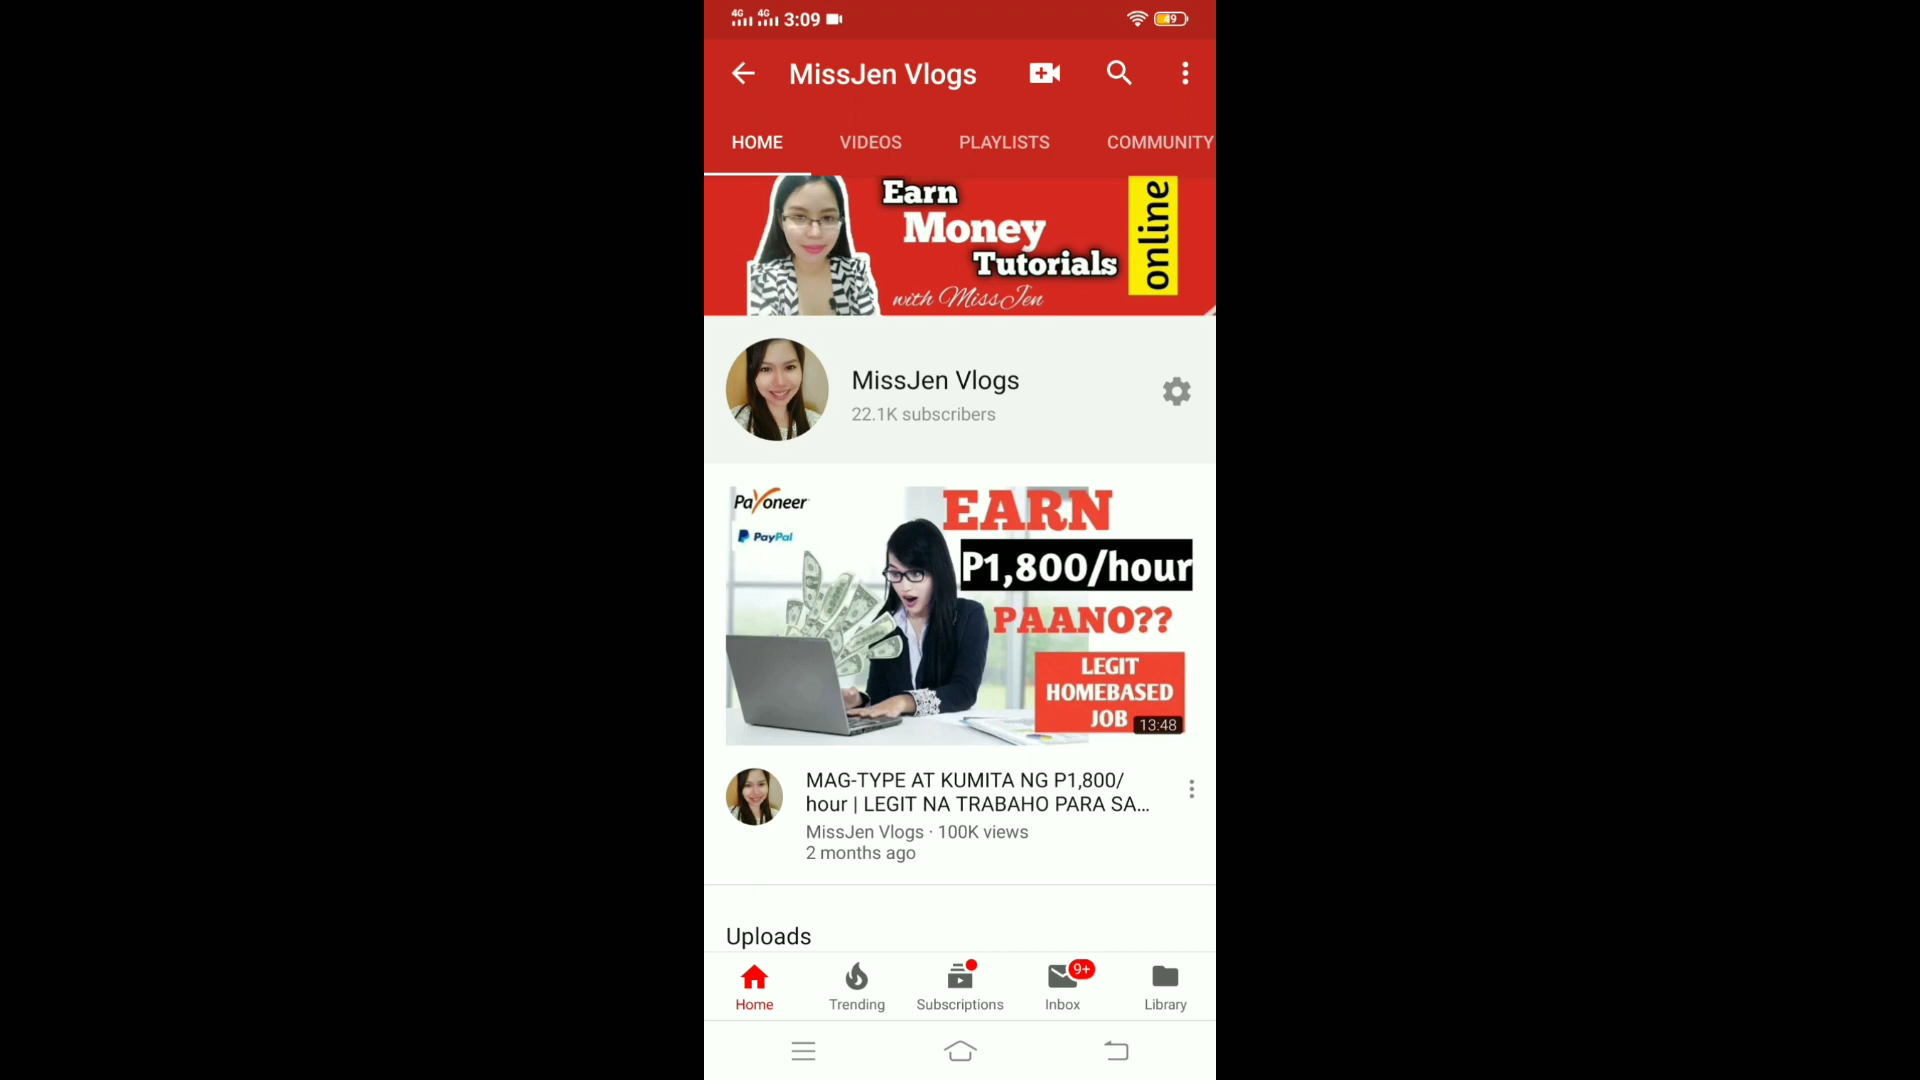 4G 4G 3:09 49
MissJen Vlogs
HOME VIDEOS PLAYLISTS COMMUNITY
Earn
Money
Tutorials
with MissJen
online
MissJen Vlogs
22.1K subscribers
Payoneer
PayPal
EARN
P1,800/hour
PAANO??
LEGIT
HOMEBASED
JOB
13:48
MAG-TYPE AT KUMITA NG P1,800/
hour | LEGIT NA TRABAHO PARA SA...
MissJen Vlogs · 100K views
2 months ago
Uploads
9+
Home Trending Subscriptions Inbox Library